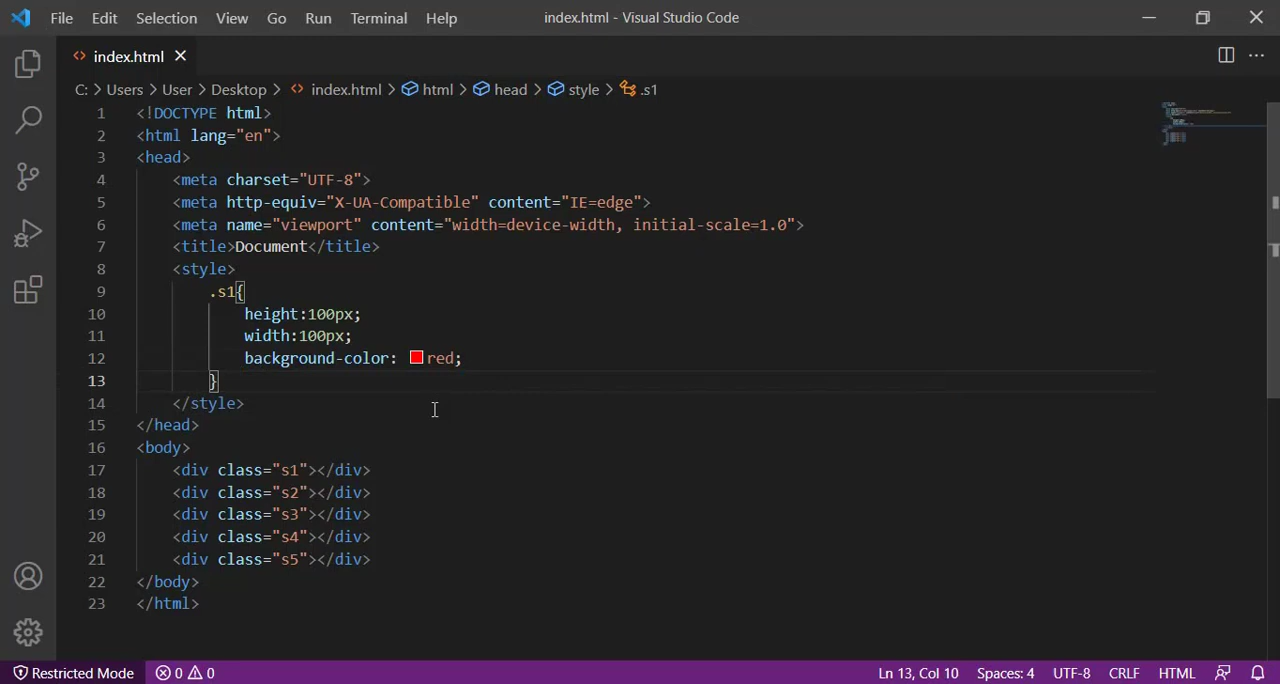 File Edit Selection View Go Run Terminal Help index.html - Visual Studio Code
<> index.html
C: > Users > User > Desktop > <> index.html > html > head > style > .s1
1 <!DOCTYPE html>
2 <html lang="en">
3 <head>
4 <meta charset="UTF-8">
5 <meta http-equiv="X-UA-Compatible" content="IE=edge">
6 <meta name="viewport" content="width=device-width, initial-scale=1.0">
7 <title>Document</title>
8 <style>
9 .s1{
10 height:100px;
11 width:100px;
12 background-color: red;
13 }
14 </style>
15 </head>
16 <body>
17 <div class="s1"></div>
18 <div class="s2"></div>
19 <div class="s3"></div>
20 <div class="s4"></div>
21 <div class="s5"></div>
22 </body>
23 </html>
Restricted Mode 0 0 Ln 13, Col 10 Spaces: 4 UTF-8 CRLF HTML